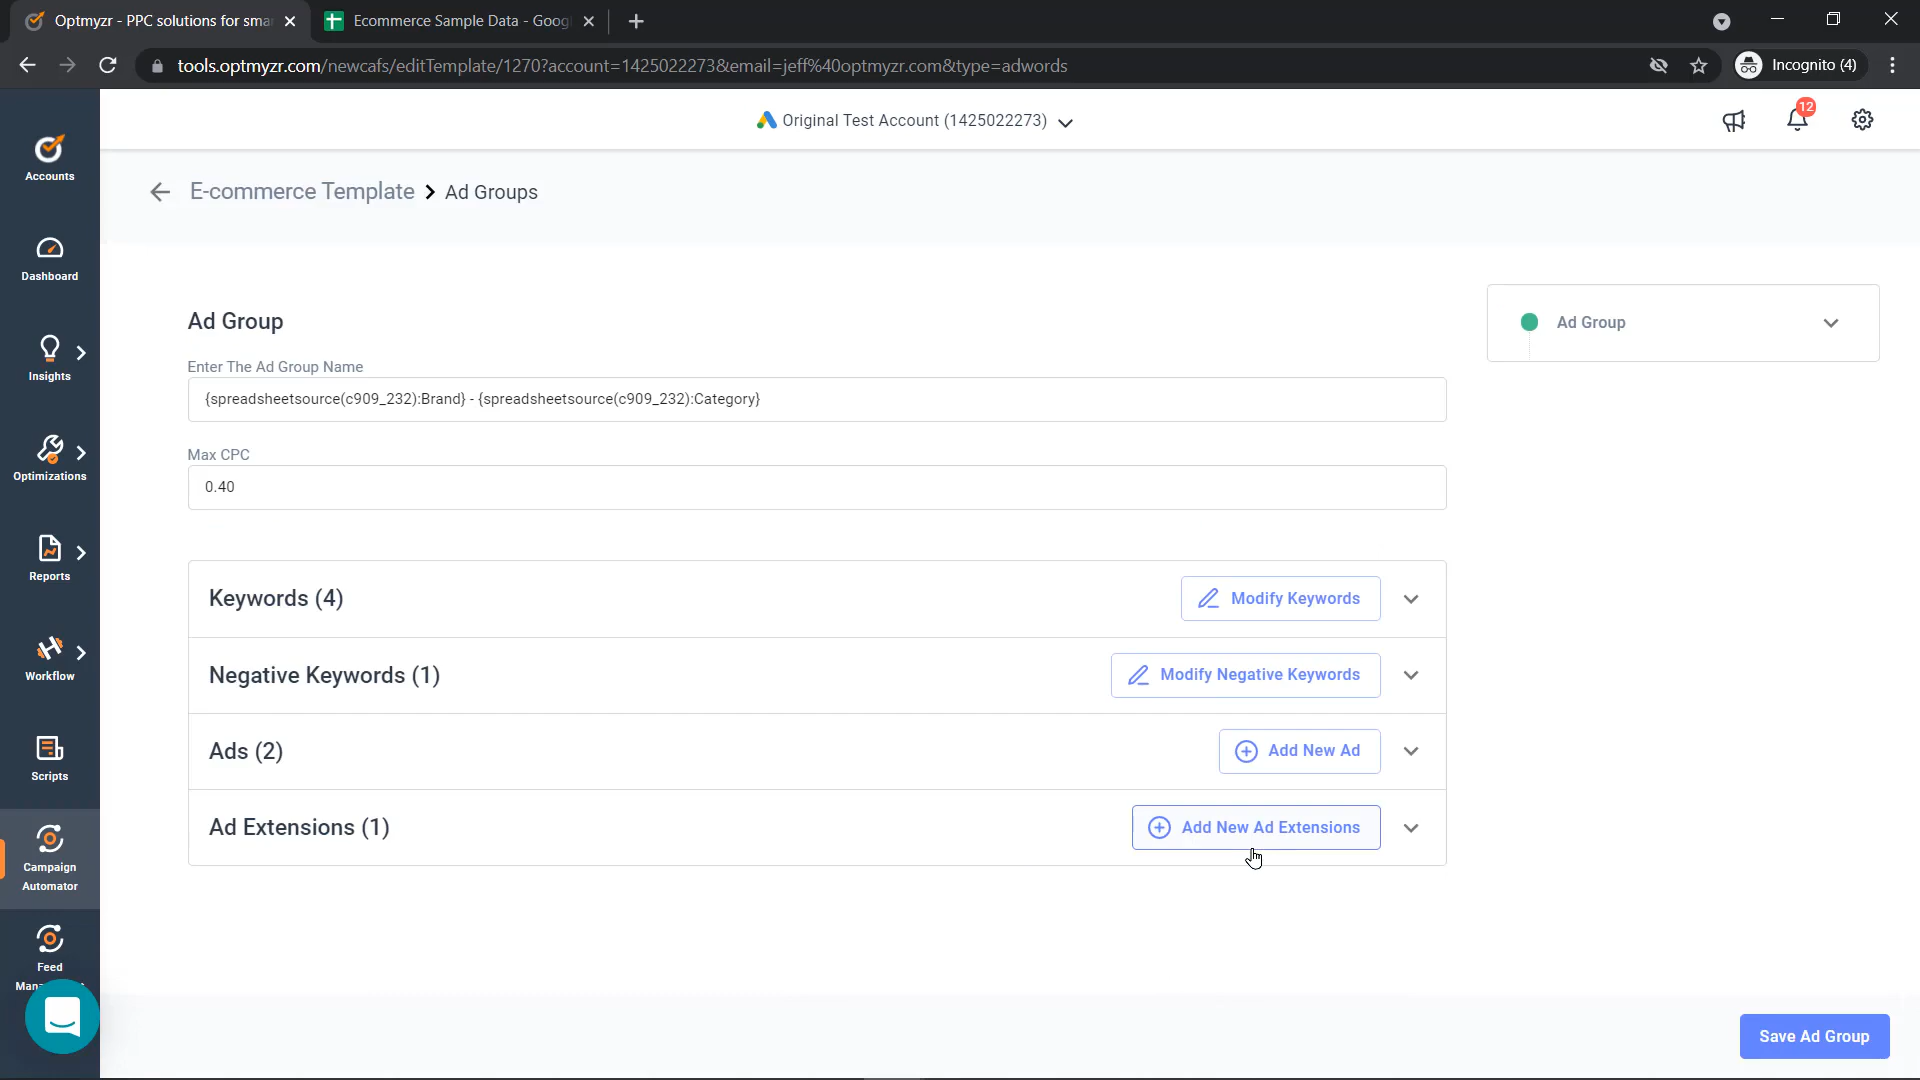 Optmyzr - PPC solutions for sma
Ecommerce Sample Data - Goog
tools.optmyzr.com/newcafs/editTemplate/1270?account=1425022273&email=jeff%40optmyzr.com&type=adwords
Incognito (4)
Original Test Account (1425022273)
12
Accounts
Dashboard
Insights
Optimizations
Reports
Workflow
Scripts
Campaign
Automator
Feed
E-commerce Template > Ad Groups
Ad Group
Enter The Ad Group Name
{spreadsheetsource(c909_232):Brand} - {spreadsheetsource(c909_232):Category}
Max CPC
0.40
Keywords (4)
Modify Keywords
Negative Keywords (1)
Modify Negative Keywords
Ads (2)
Add New Ad
Ad Extensions (1)
Add New Ad Extensions
Ad Group
Save Ad Group